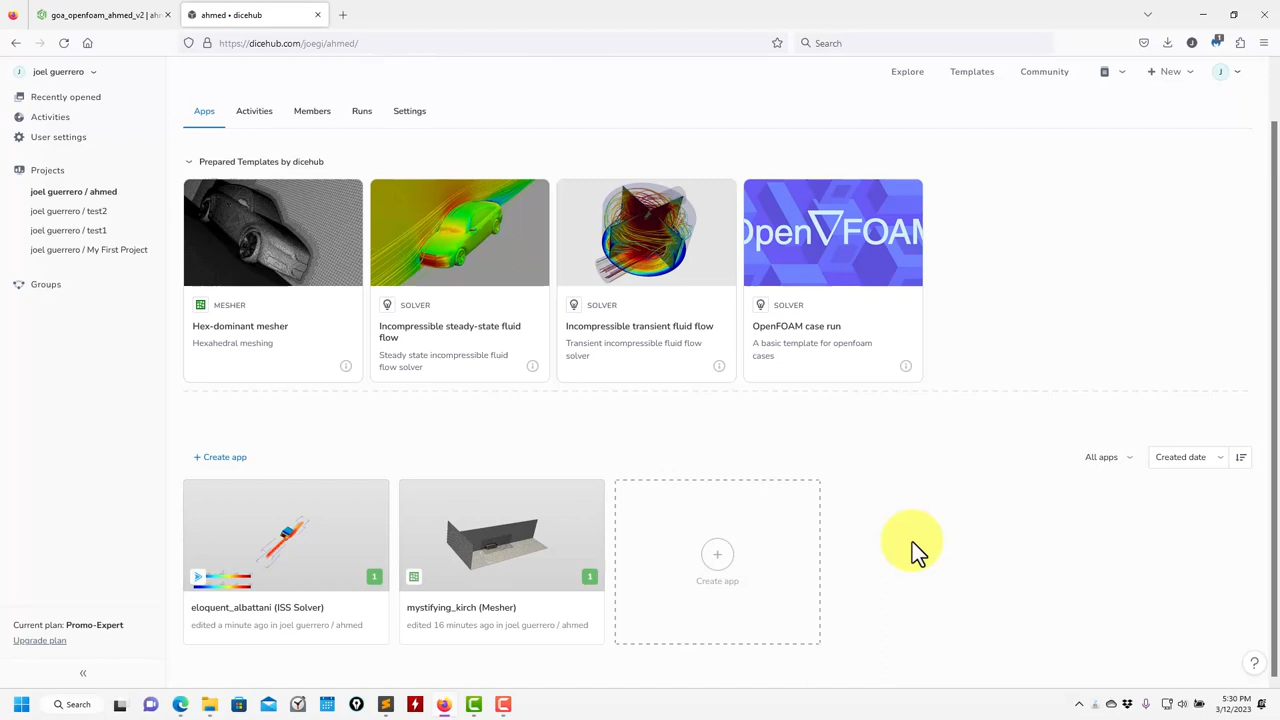 goa_openfoam_ahmed_v2 | ah
ahmed • dicehub
https://dicehub.com/joegi/ahmed/
Search
J joel guerrero
Explore
Templates
Community
New
J
Recently opened
Activities
User settings
Projects
joel guerrero / ahmed
joel guerrero / test2
joel guerrero / test1
joel guerrero / My First Project
Groups
Apps
Activities
Members
Runs
Settings
Prepared Templates by dicehub
MESHER
Hex-dominant mesher
Hexahedral meshing
SOLVER
Incompressible steady-state fluid
flow
Steady state incompressible fluid
flow solver
SOLVER
Incompressible transient fluid flow
Transient incompressible fluid flow
solver
Open∇FOAM
SOLVER
OpenFOAM case run
A basic template for openfoam
cases
+ Create app
All apps
Created date
1
eloquent_albattani (ISS Solver)
edited a minute ago in joel guerrero / ahmed
1
mystifying_kirch (Mesher)
edited 16 minutes ago in joel guerrero / ahmed
Create app
Current plan: Promo-Expert
Upgrade plan
Search
5:30 PM
3/12/2023